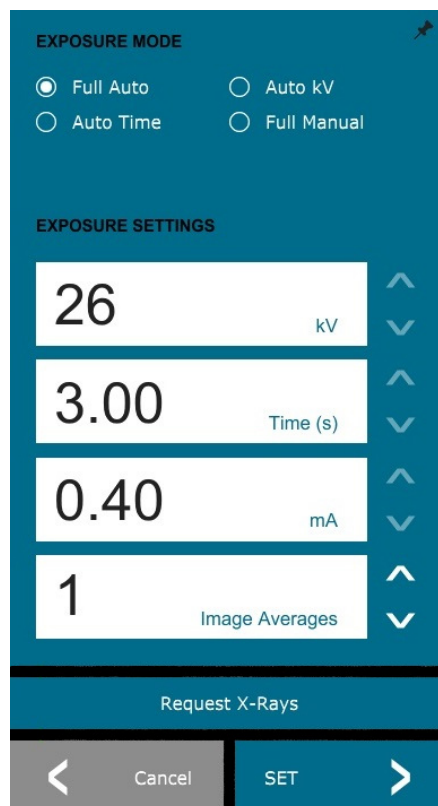 EXPOSURE MODE
Full Auto
Auto kV
Auto Time
Full Manual
EXPOSURE SETTINGS
26
kV
3.00
Time (s)
0.40
mA
1
Image Averages
Request X-Rays
Cancel
SET